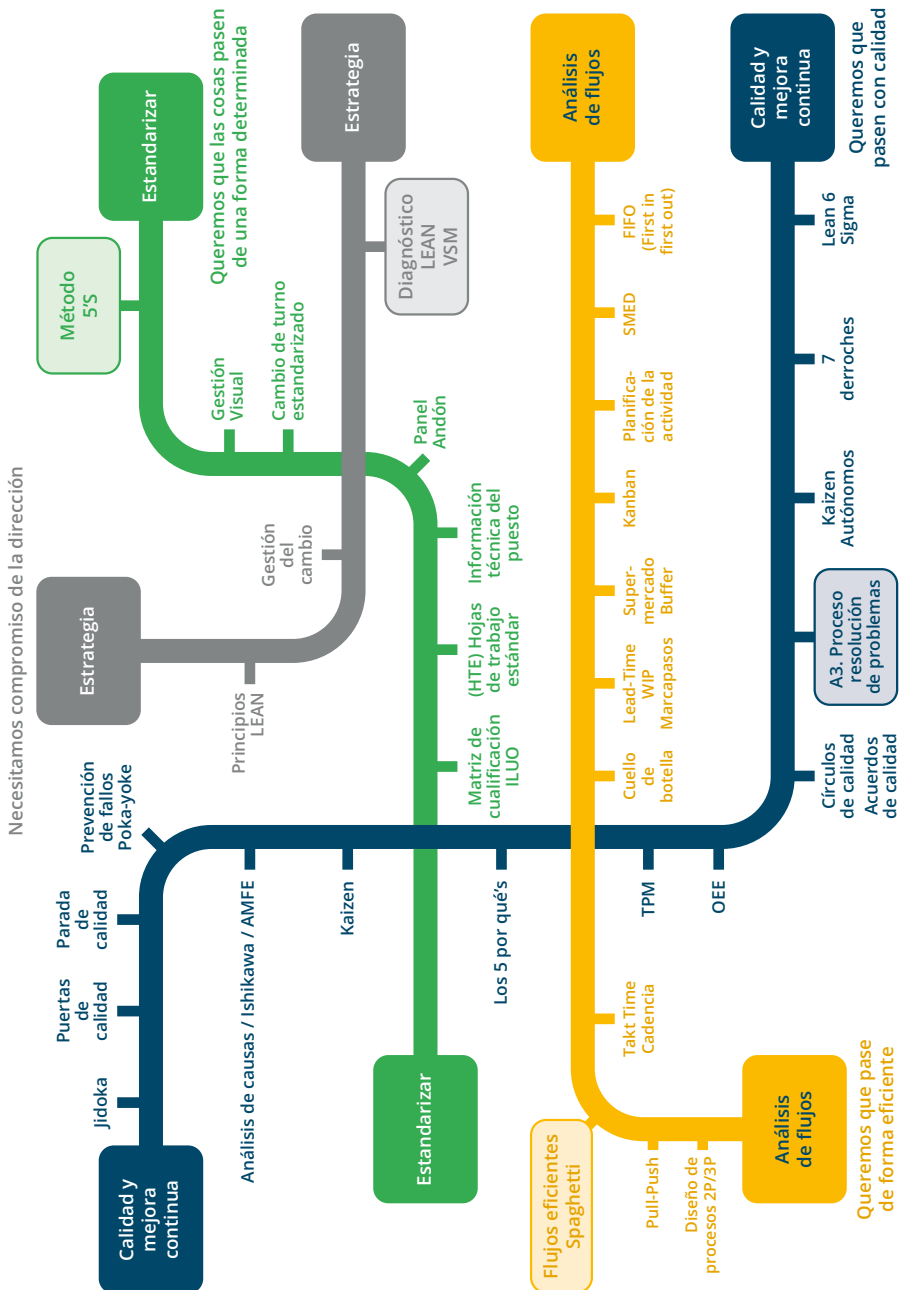 Calidad y
mejora
continua
Jidoka
Puertas
de
calidad
Parada
de
calidad
Prevención
de fallos
Poka-yoke
Análisis de causas / Ishikawa / AMFE
Kaizen
Los 5 por qué's
TPM
OEE
Círculos
de calidad
Acuerdos
de calidad
A3. Proceso
resolución
de problemas
Kaizen
Autónomos
7
derroches
Lean 6
Sigma
Calidad y
mejora
continua
Queremos que
pasen con calidad
Necesitamos compromiso de la dirección
Estrategia
Principios
LEAN
Gestión
del
cambio
Diagnóstico
LEAN
VSM
Estrategia
Método
5'S
Estandarizar
Queremos que las cosas pasen
de una forma determinada
Gestión
Visual
Cambio de turno
estandarizado
Panel
Andón
Información
técnica del
puesto
(HTE) Hojas
de trabajo
estándar
Matriz de
cualificación
ILUO
Estandarizar
Flujos eficientes
Spaghetti
Pull-Push
Diseño de
procesos 2P/3P
Análisis
de flujos
Queremos que pase
de forma eficiente
Takt Time
Cadencia
Cuello
de
botella
Lead-Time
WIP
Marcapasos
Super-
mercado
Buffer
Kanban
Planifica-
ción de la
actividad
SMED
FIFO
(First in
first out)
Análisis
de flujos